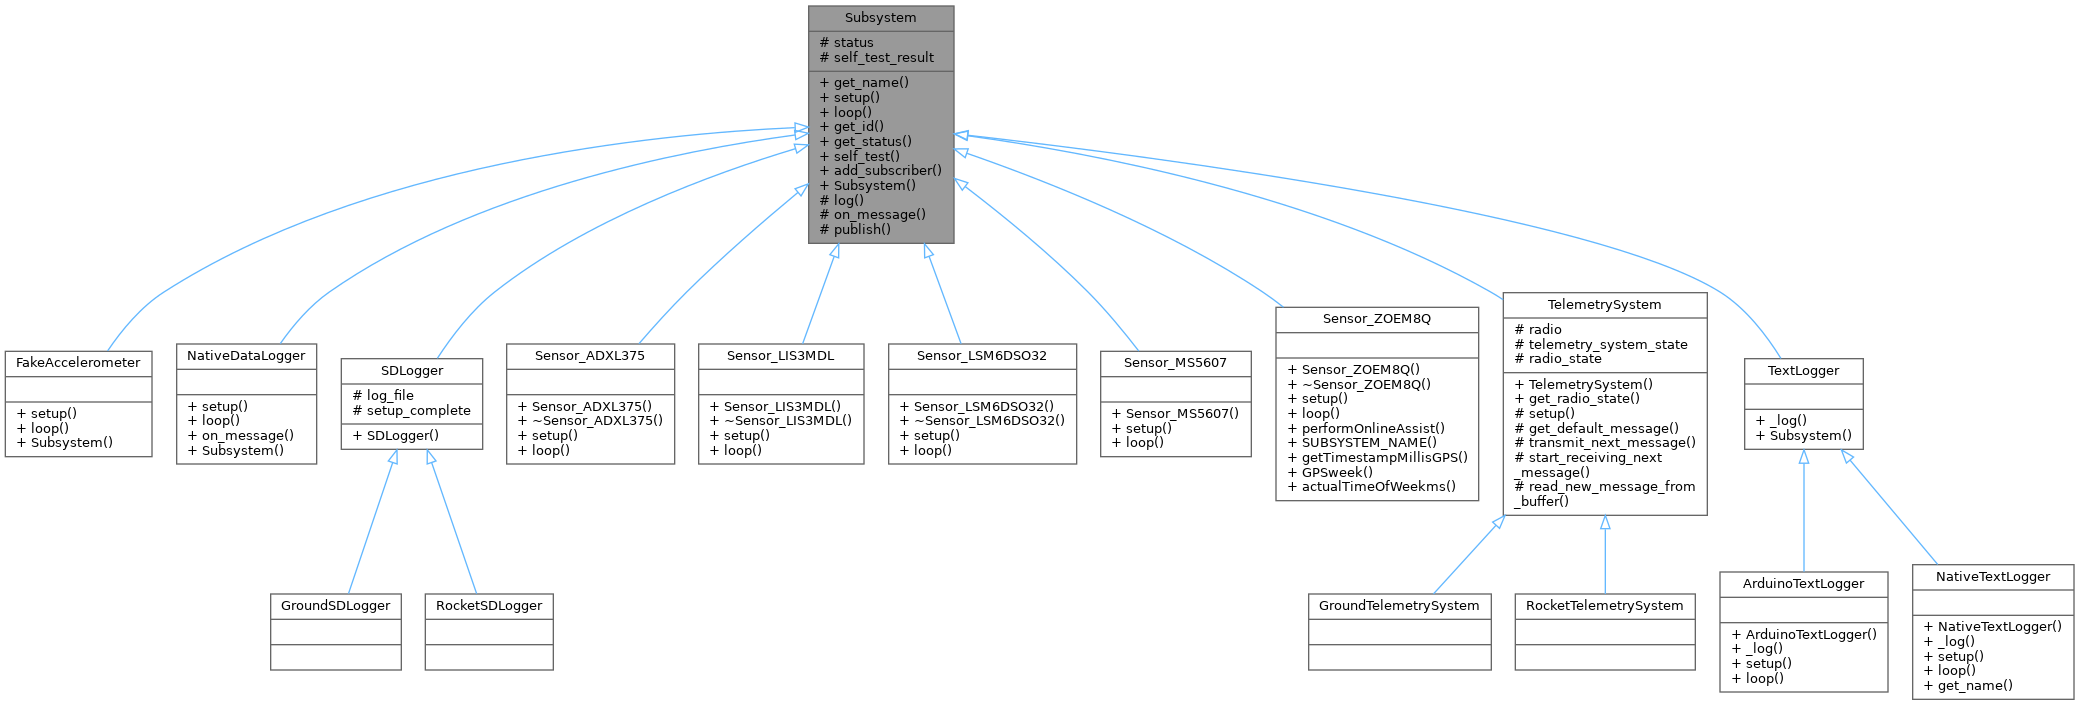 Subsystem
# status
# self_test_result
+ get_name()
+ setup()
+ loop()
+ get_id()
+ get_status()
+ self_test()
+ add_subscriber()
+ Subsystem()
# log()
# on_message()
# publish()
FakeAccelerometer
+ setup()
+ loop()
+ Subsystem()
NativeDataLogger
+ setup()
+ loop()
+ on_message()
+ Subsystem()
SDLogger
# log_file
# setup_complete
+ SDLogger()
Sensor_ADXL375
+ Sensor_ADXL375()
+ ~Sensor_ADXL375()
+ setup()
+ loop()
Sensor_LIS3MDL
+ Sensor_LIS3MDL()
+ ~Sensor_LIS3MDL()
+ setup()
+ loop()
Sensor_LSM6DSO32
+ Sensor_LSM6DSO32()
+ ~Sensor_LSM6DSO32()
+ setup()
+ loop()
Sensor_MS5607
+ Sensor_MS5607()
+ setup()
+ loop()
Sensor_ZOEM8Q
+ Sensor_ZOEM8Q()
+ ~Sensor_ZOEM8Q()
+ setup()
+ loop()
+ performOnlineAssist()
+ SUBSYSTEM_NAME()
+ getTimestampMillisGPS()
+ GPSweek()
+ actualTimeOfWeekms()
TelemetrySystem
# radio
# telemetry_system_state
# radio_state
+ TelemetrySystem()
+ get_radio_state()
# setup()
# get_default_message()
# transmit_next_message()
# start_receiving_next
_message()
# read_new_message_from
_buffer()
TextLogger
+ _log()
+ Subsystem()
GroundSDLogger
RocketSDLogger
GroundTelemetrySystem
RocketTelemetrySystem
ArduinoTextLogger
+ ArduinoTextLogger()
+ _log()
+ setup()
+ loop()
NativeTextLogger
+ NativeTextLogger()
+ _log()
+ setup()
+ loop()
+ get_name()